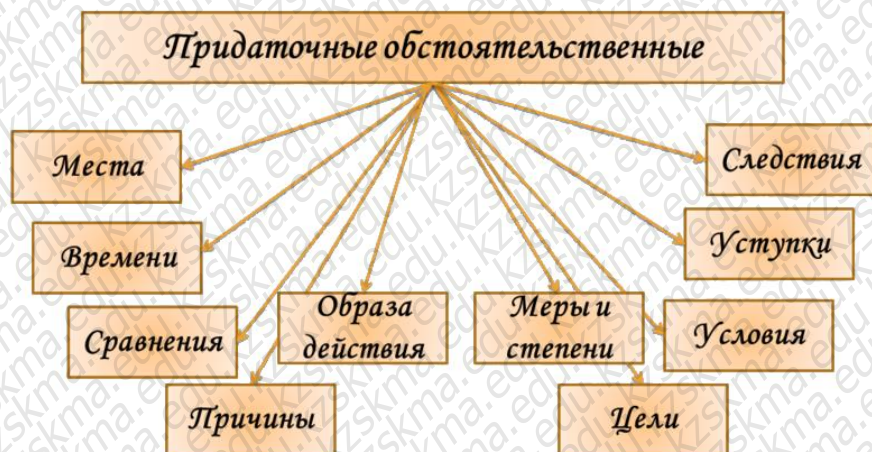 Придаточные обстоятельственные
Места
Следствия
Времени
Уступки
Образа
действия
Меры и
степени
Сравнения
Условия
Причины
Цели